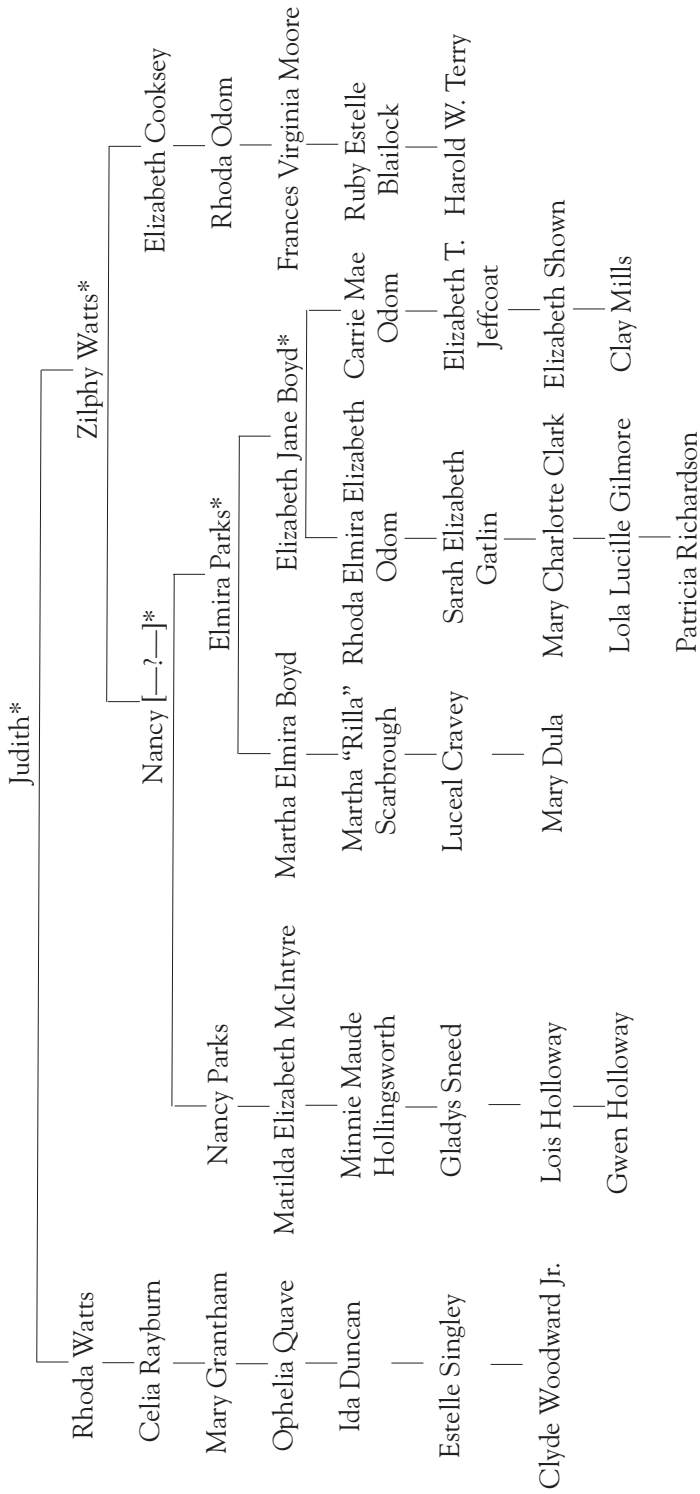 Judith*
Rhoda Watts
Zilphy Watts*
Celia Rayburn
Nancy [—?—]*
Elizabeth Cooksey
Mary Grantham
Nancy Parks
Elmira Parks*
Rhoda Odom
Ophelia Quave
Matilda Elizabeth McIntyre
Martha Elmira Boyd
Elizabeth Jane Boyd*
Frances Virginia Moore
Ida Duncan
Minnie Maude
Hollingsworth
Martha “Rilla”
Scarbrough
Rhoda Elmira Elizabeth
Odom
Carrie Mae
Odom
Ruby Estelle
Blailock
Estelle Singley
Gladys Sneed
Luceal Cravey
Sarah Elizabeth
Gatlin
Elizabeth T.
Jeffcoat
Harold W. Terry
Clyde Woodward Jr.
Lois Holloway
Mary Dula
Mary Charlotte Clark
Elizabeth Shown
Gwen Holloway
Lola Lucille Gilmore
Clay Mills
Patricia Richardson